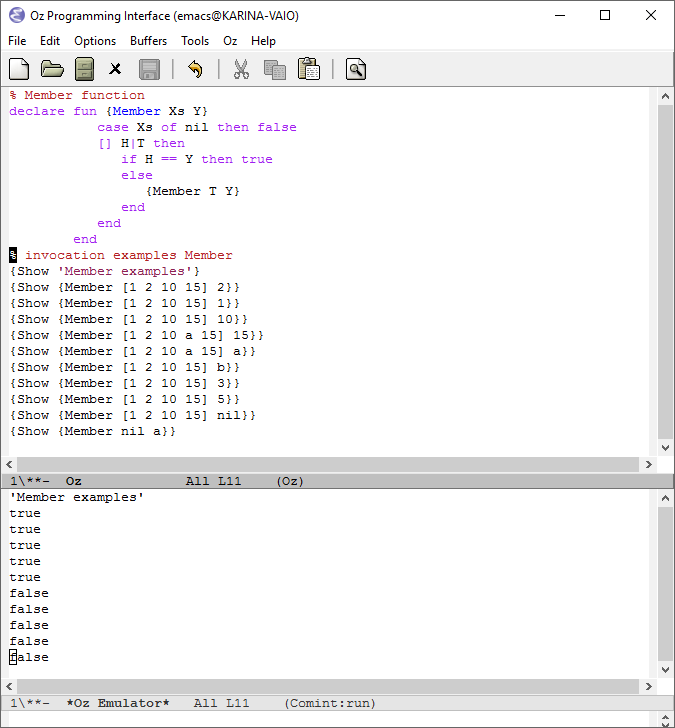 Oz Programming Interface (emacs@KARINA-VAIO)
File Edit Options Buffers Tools Oz Help
% Member function
declare fun {Member Xs Y}
           case Xs of nil then false
           [] H|T then
              if H == Y then true
              else
                 {Member T Y}
              end
           end
        end
% invocation examples Member
{Show 'Member examples'}
{Show {Member [1 2 10 15] 2}}
{Show {Member [1 2 10 15] 1}}
{Show {Member [1 2 10 15] 10}}
{Show {Member [1 2 10 a 15] 15}}
{Show {Member [1 2 10 a 15] a}}
{Show {Member [1 2 10 15] b}}
{Show {Member [1 2 10 15] 3}}
{Show {Member [1 2 10 15] 5}}
{Show {Member [1 2 10 15] nil}}
{Show {Member nil a}}
1\**-  Oz             All L11    (Oz)
'Member examples'
true
true
true
true
true
false
false
false
false
false
1\**-  *Oz Emulator*   All L11    (Comint:run)